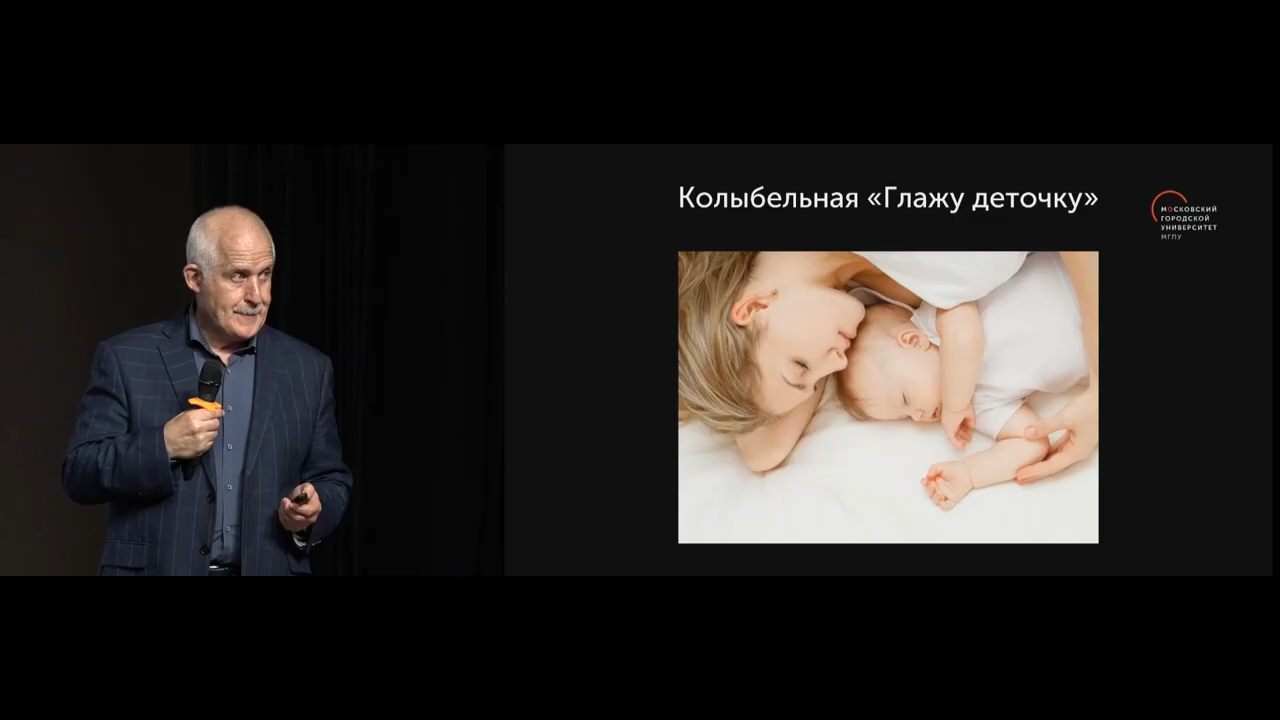 Колыбельная «Глажу деточку»
МОСКОВСКИЙ
ГОРОДСКОЙ
УНИВЕРСИТЕТ
МГПУ